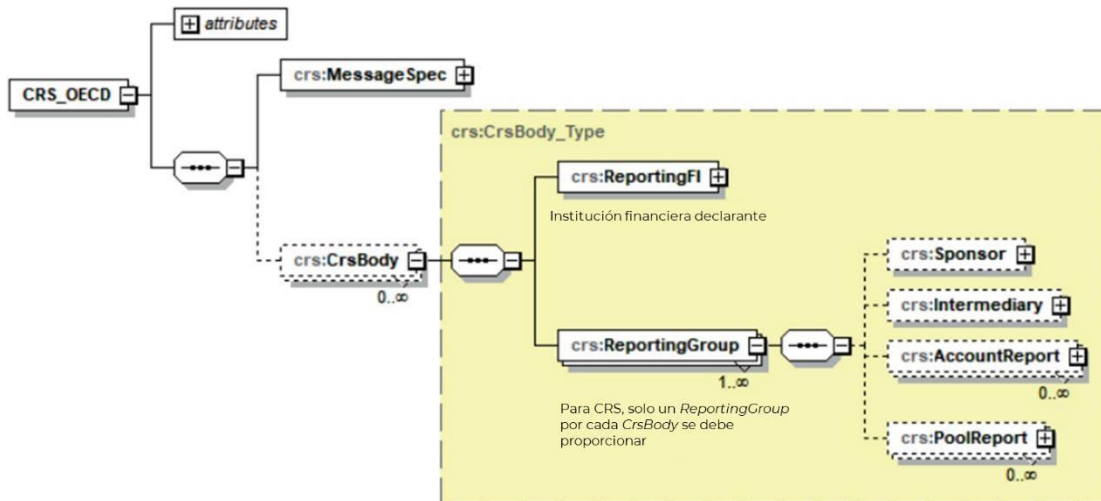 attributes
CRS_OECD
crs:MessageSpec
crs:CrsBody_Type
crs:ReportingFI
Institución financiera declarante
crs:CrsBody
0..∞
crs:Sponsor
crs:Intermediary
crs:ReportingGroup
1..∞
crs:AccountReport
0..∞
Para CRS, solo un ReportingGroup
por cada CrsBody se debe
proporcionar
crs:PoolReport
0..∞